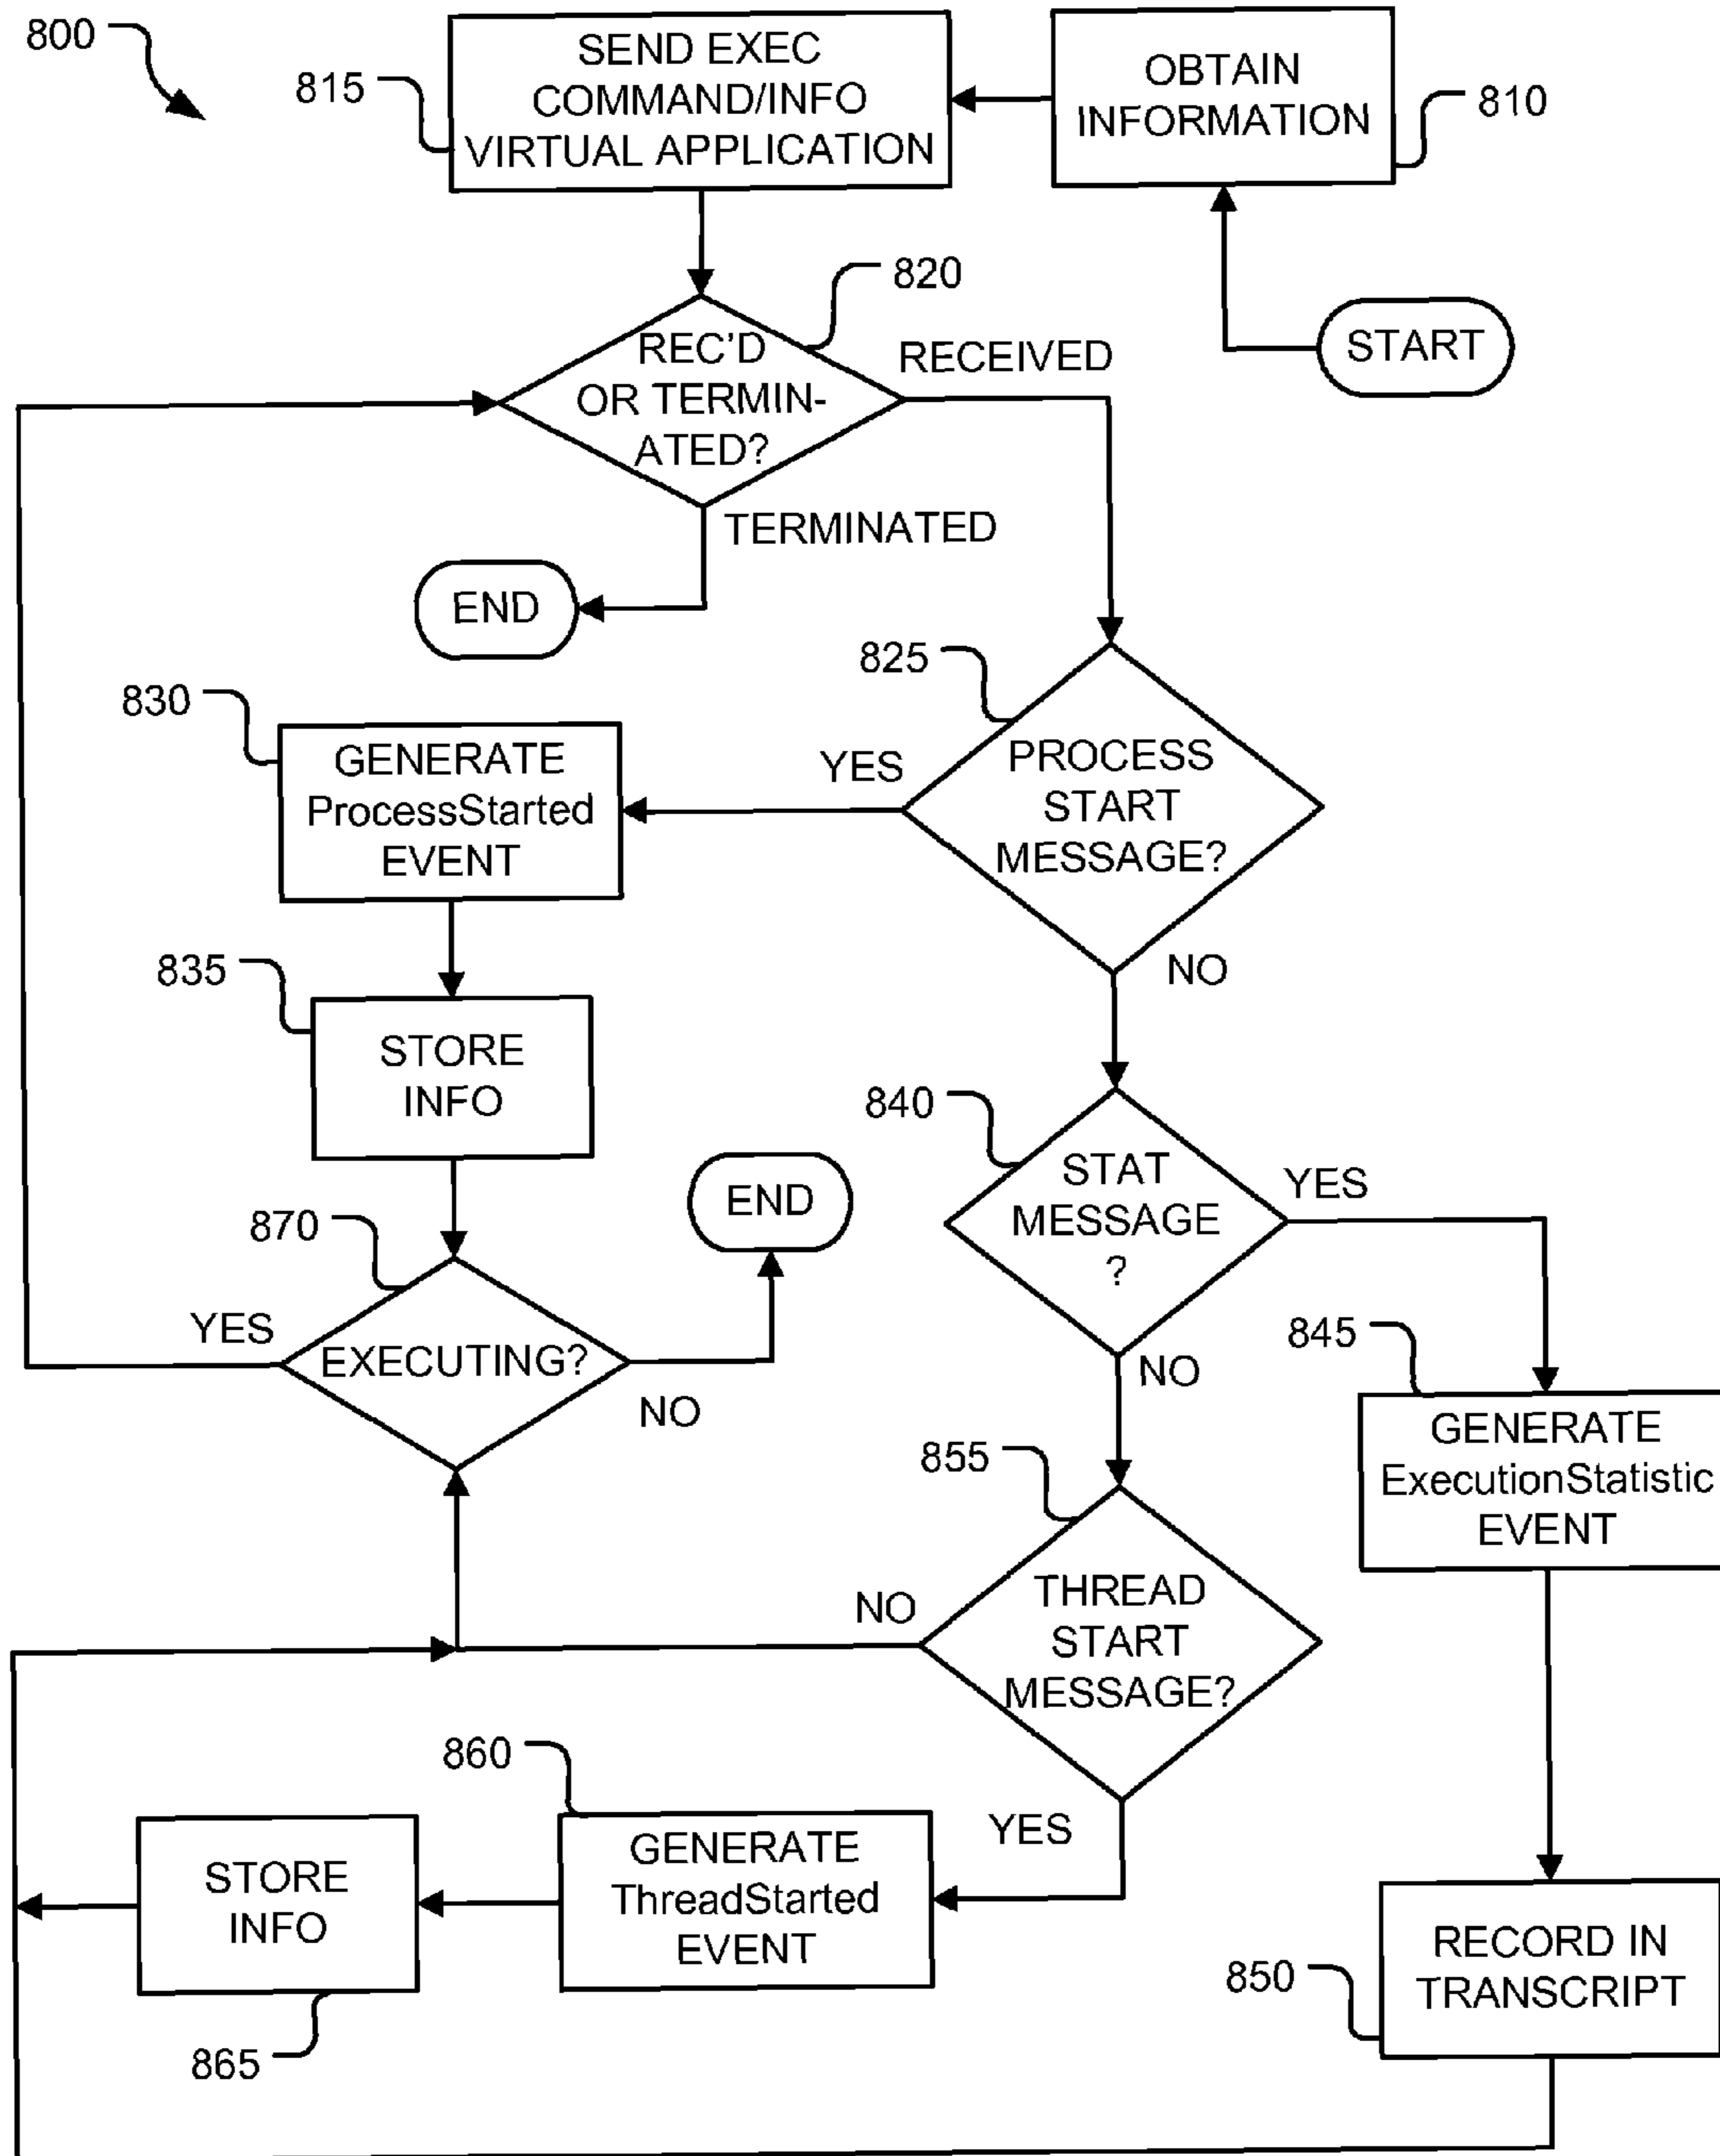 800
815
SEND EXEC
COMMAND/INFO
VIRTUAL APPLICATION
OBTAIN
INFORMATION
810
START
820
REC'D
OR TERMIN-
ATED?
RECEIVED
TERMINATED
END
825
PROCESS
START
MESSAGE?
YES
NO
830
GENERATE
ProcessStarted
EVENT
835
STORE
INFO
840
STAT
MESSAGE
?
YES
NO
END
870
EXECUTING?
YES
NO
845
GENERATE
ExecutionStatistic
EVENT
855
THREAD
START
MESSAGE?
NO
YES
860
GENERATE
ThreadStarted
EVENT
STORE
INFO
865
850
RECORD IN
TRANSCRIPT